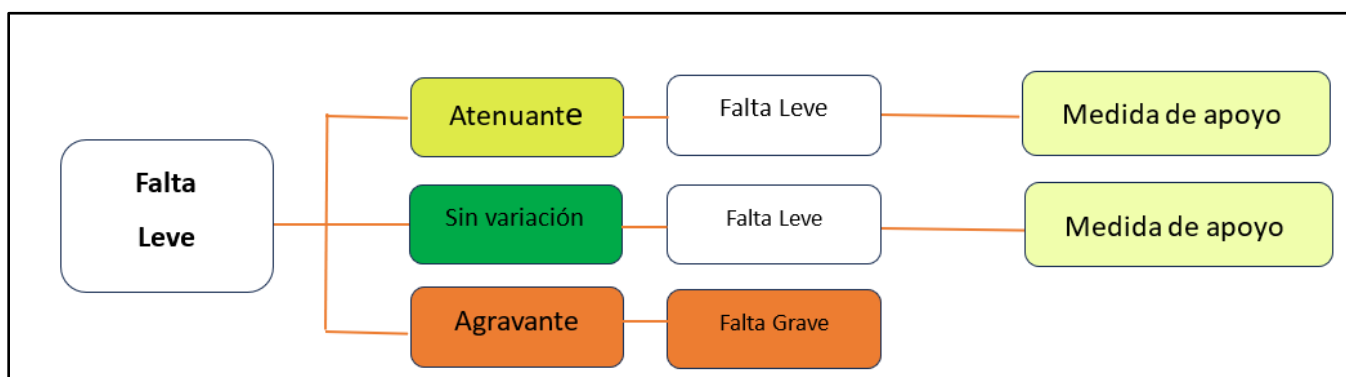 Atenuante
Falta Leve
Medida de apoyo
Falta
Leve
Sin variación
Falta Leve
Medida de apoyo
Agravante
Falta Grave